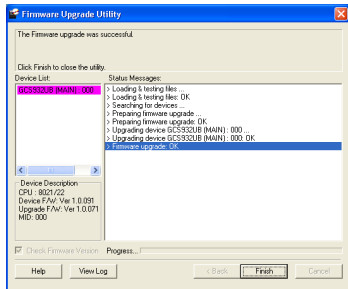 Firmware Upgrade Utility
The Firmware upgrade was successful.
Click Finish to close the utility.
Device List:
Status Messages:
GCS932UB (MAIN) : 000
> Loading & testing files ...
> Loading & testing files: OK
> Searching for devices ...
> Preparing firmware upgrade ...
> Preparing firmware upgrade: OK
> Upgrading device GCS932UB (MAIN) : 000 ...
> Upgrading device GCS932UB (MAIN) : 000: OK
> Firmware upgrade: OK
Device Description
CPU : 8021/22
Device F/W: Ver 1.0.091
Upgrade F/W: Ver 1.0.071
MID: 000
Check Firmware Version
Progress...
Help
View Log
< Back
Finish
Cancel